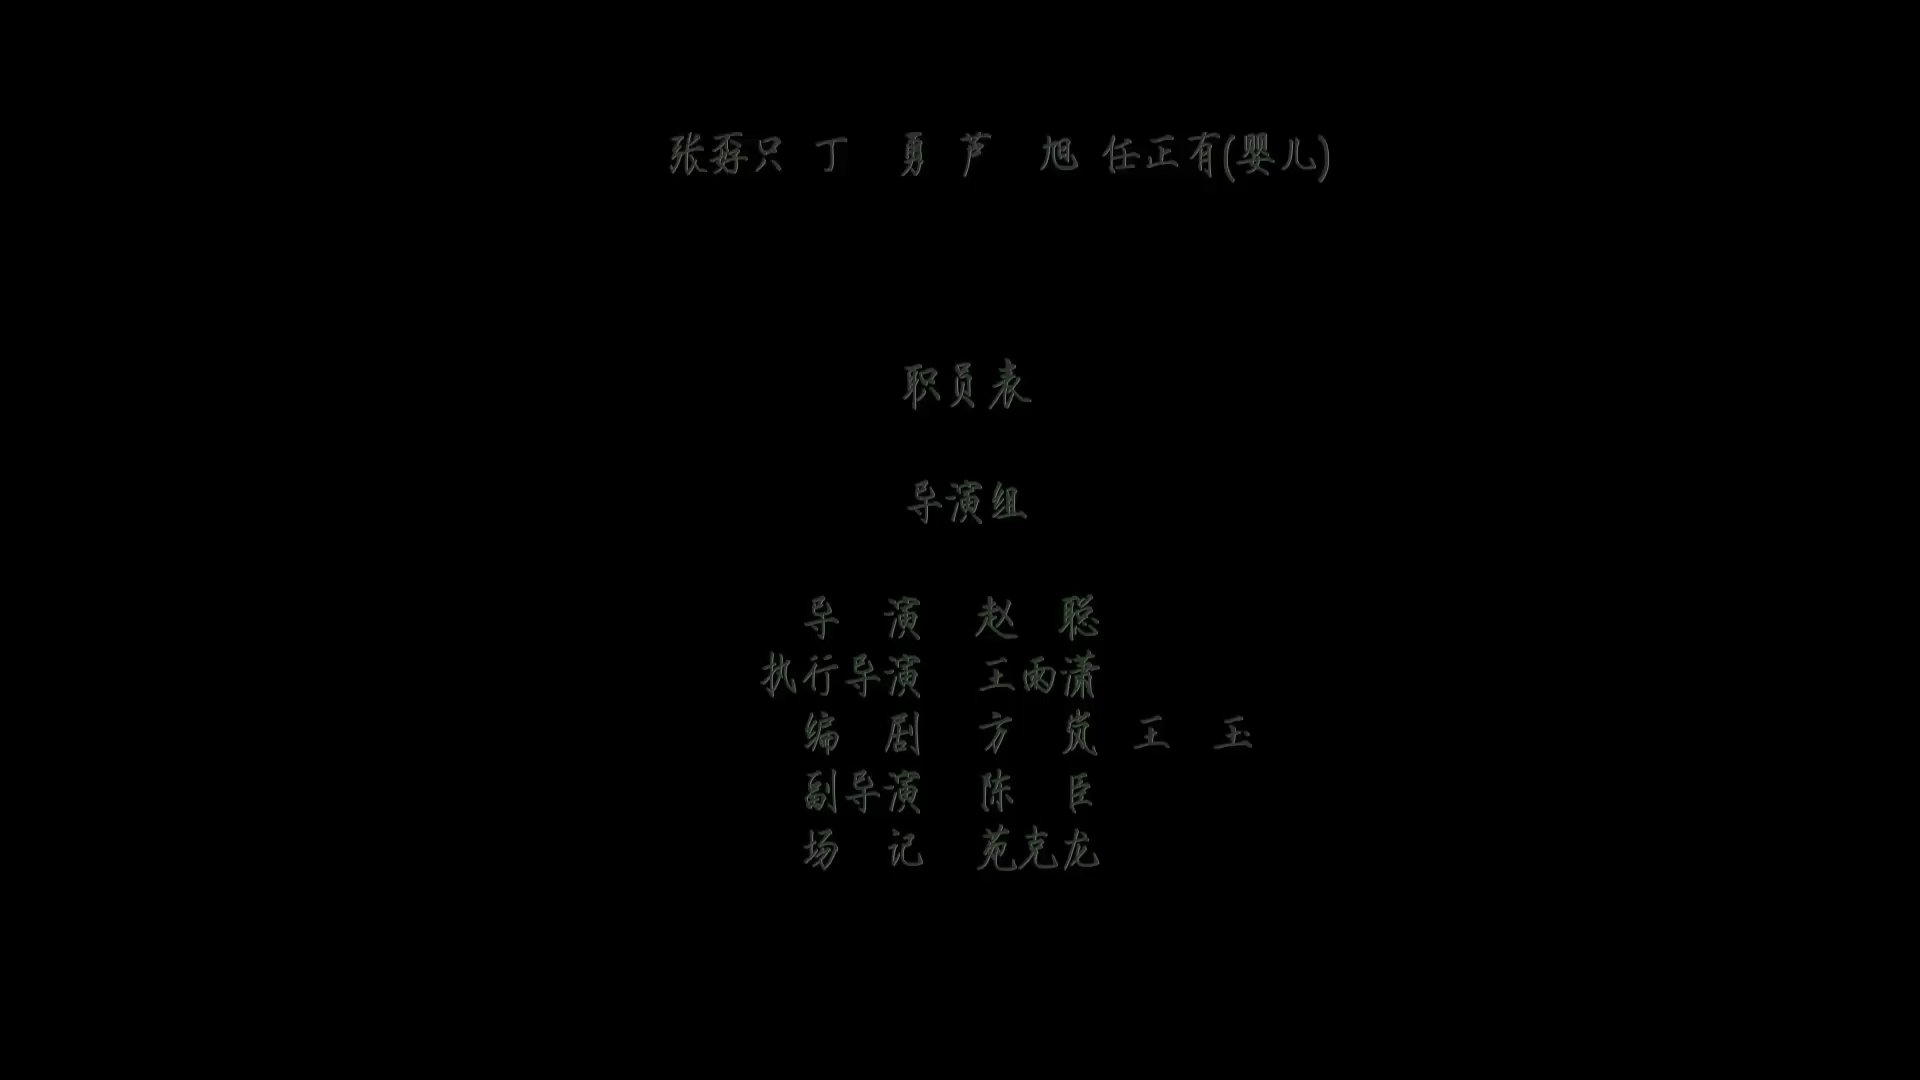 张孬只 丁 勇 芦 旭 任正有(婴儿)
职员表
导演组
导 演 赵 聪
执行导演 王雨潇
编 剧 方 岚 王 玉
副导演 陈 臣
场 记 苑克龙